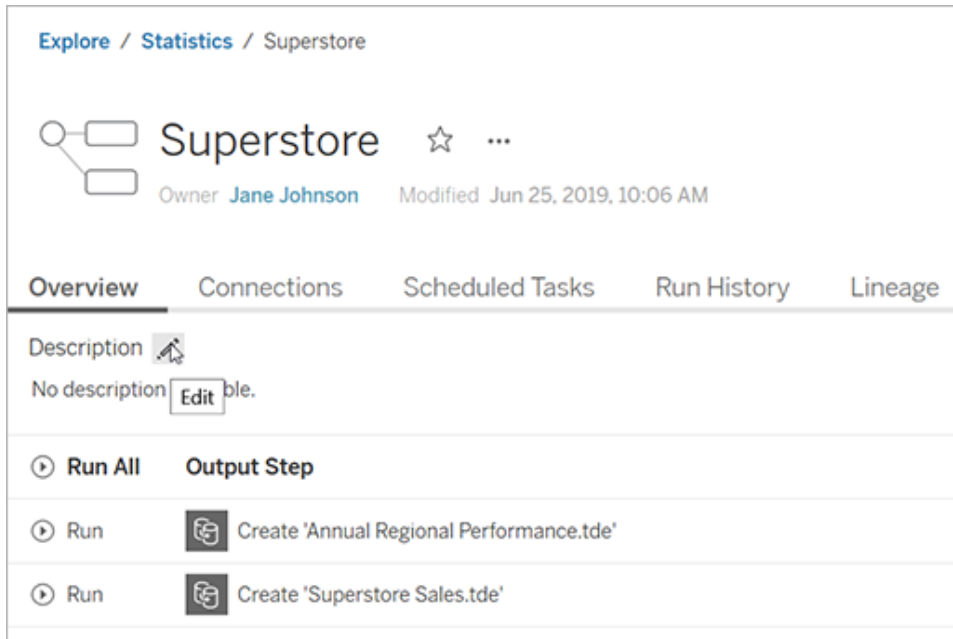 Explore / Statistics / Superstore
Superstore ...
Owner Jane Johnson Modified Jun 25, 2019, 10:06 AM
Overview Connections Scheduled Tasks Run History Lineage
Description
No description ble.
Edit
Run All Output Step
Run Create 'Annual Regional Performance.tde'
Run Create 'Superstore Sales.tde'